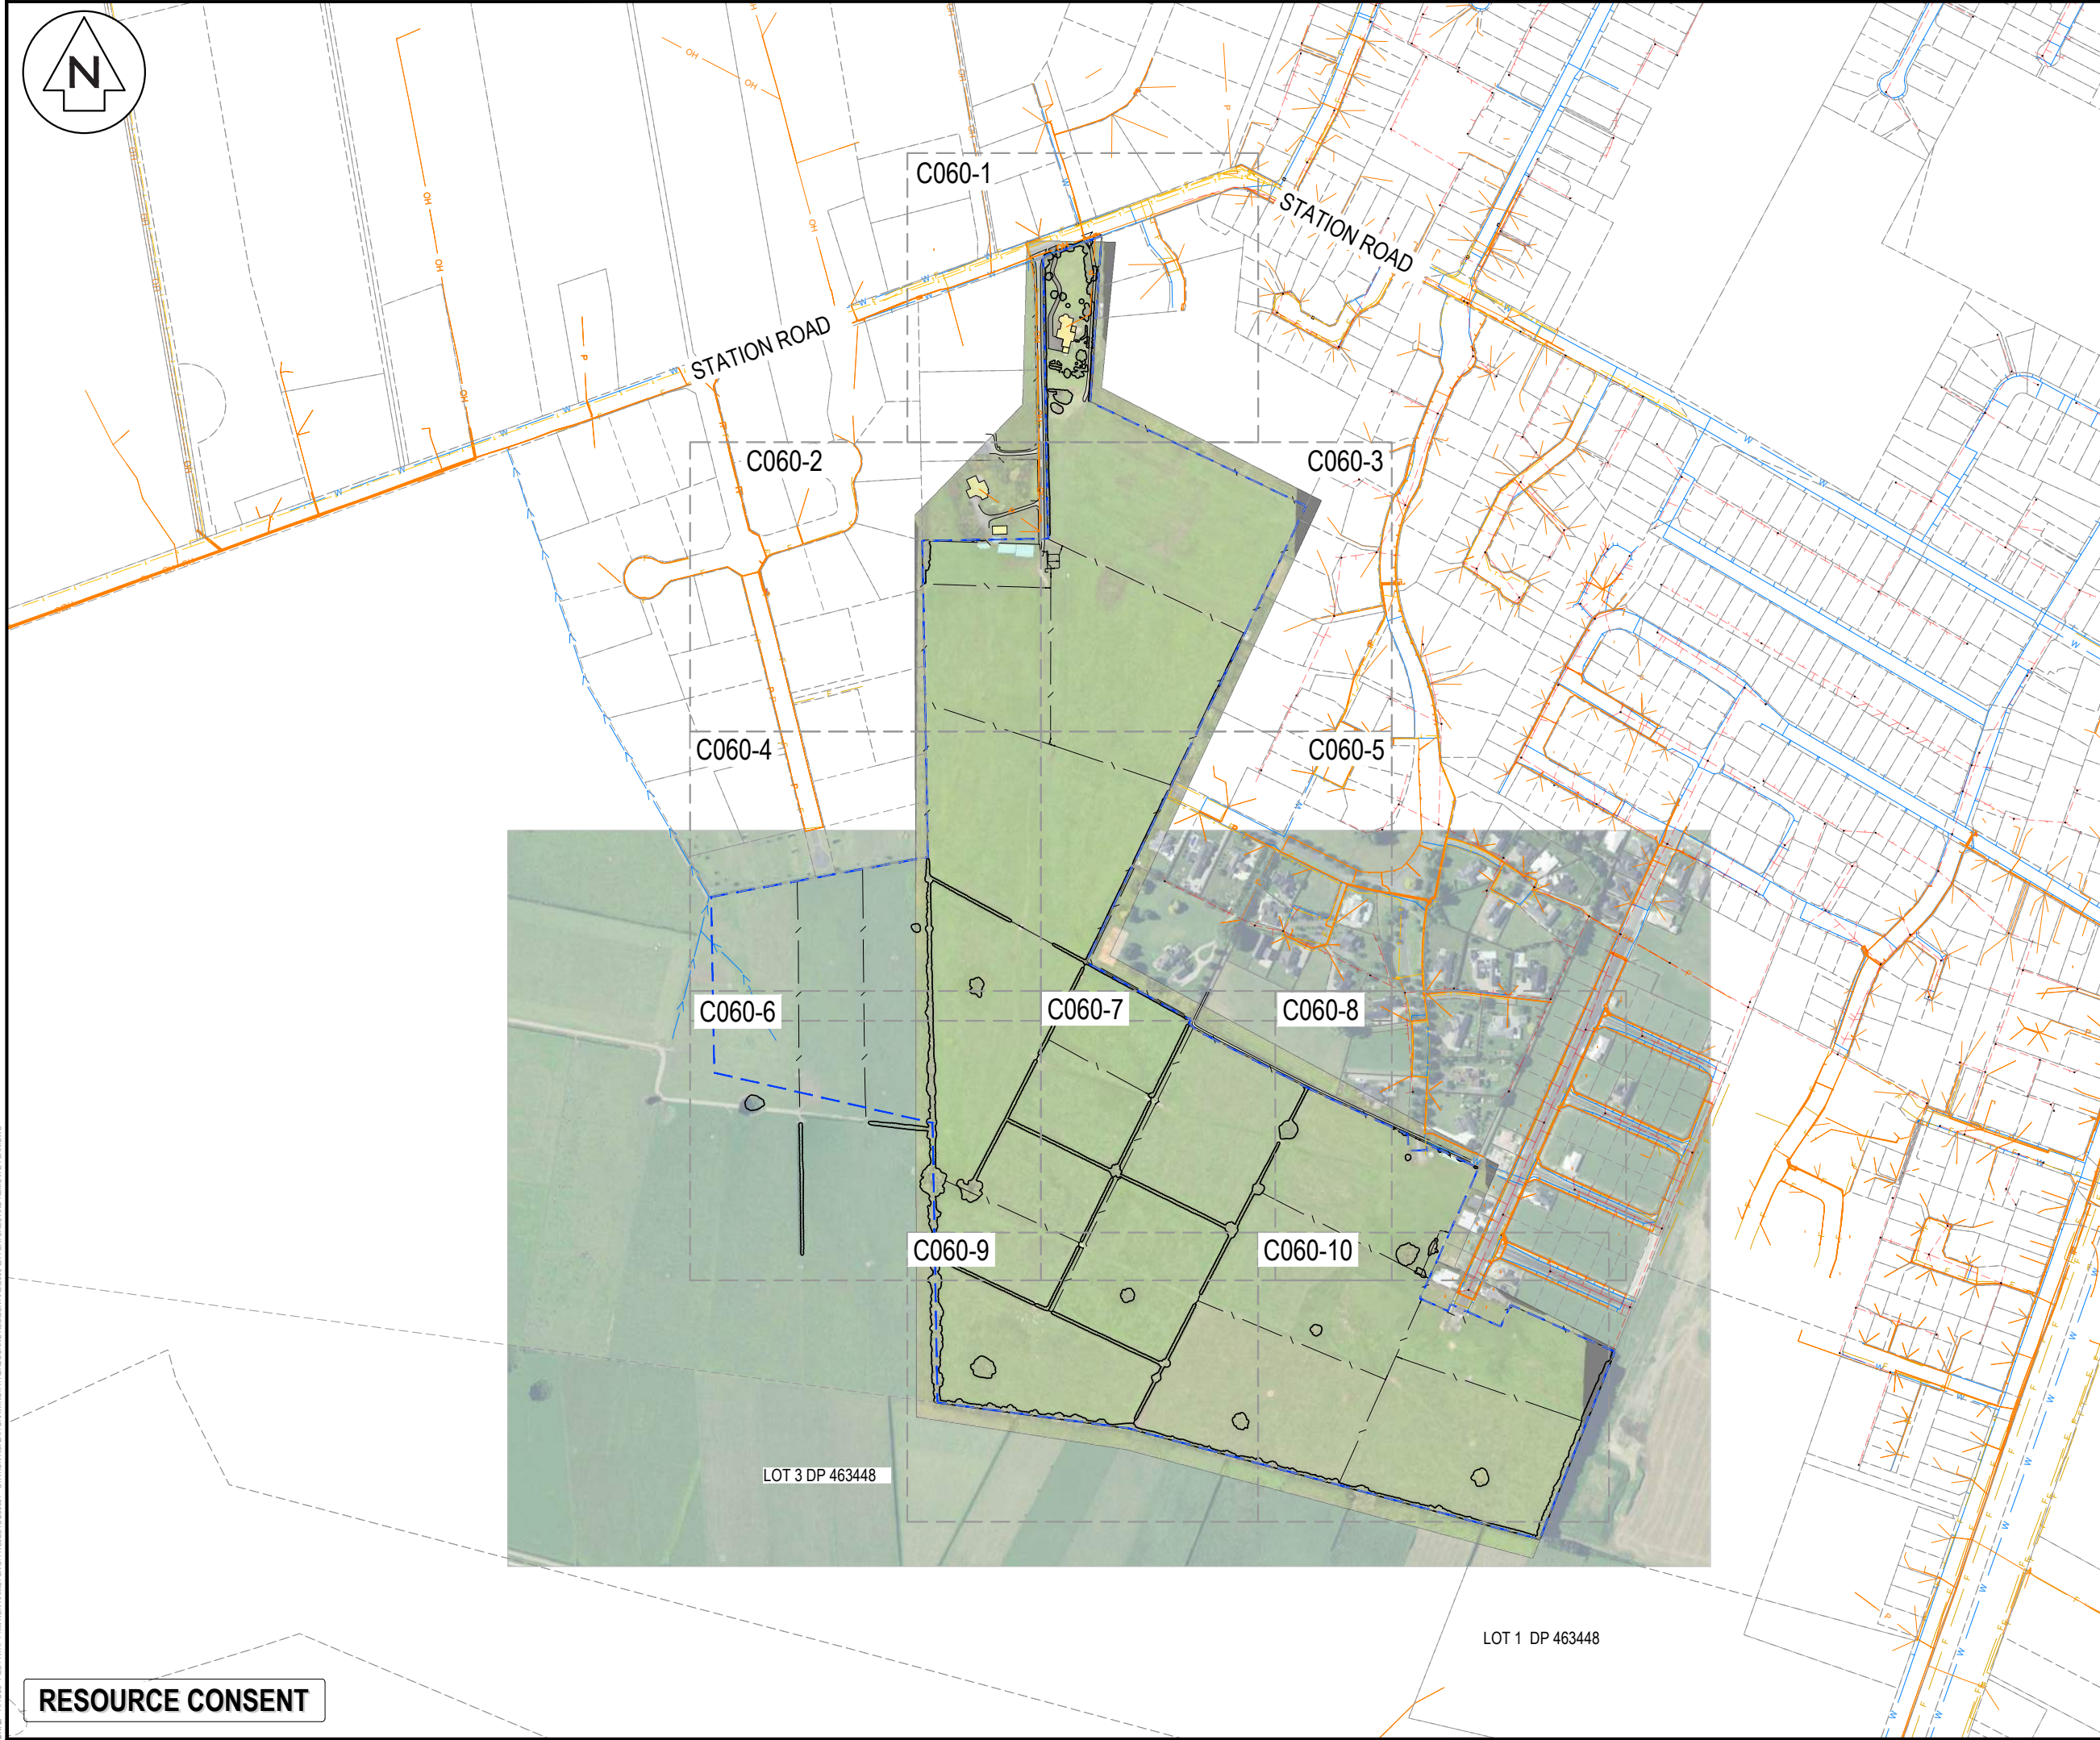 N
C060-1
STATION ROAD
STATION ROAD
C060-2
C060-3
C060-4
C060-5
C060-6
C060-7
C060-8
C060-9
C060-10
LOT 3 DP 463448
LOT 1 DP 463448
RESOURCE CONSENT